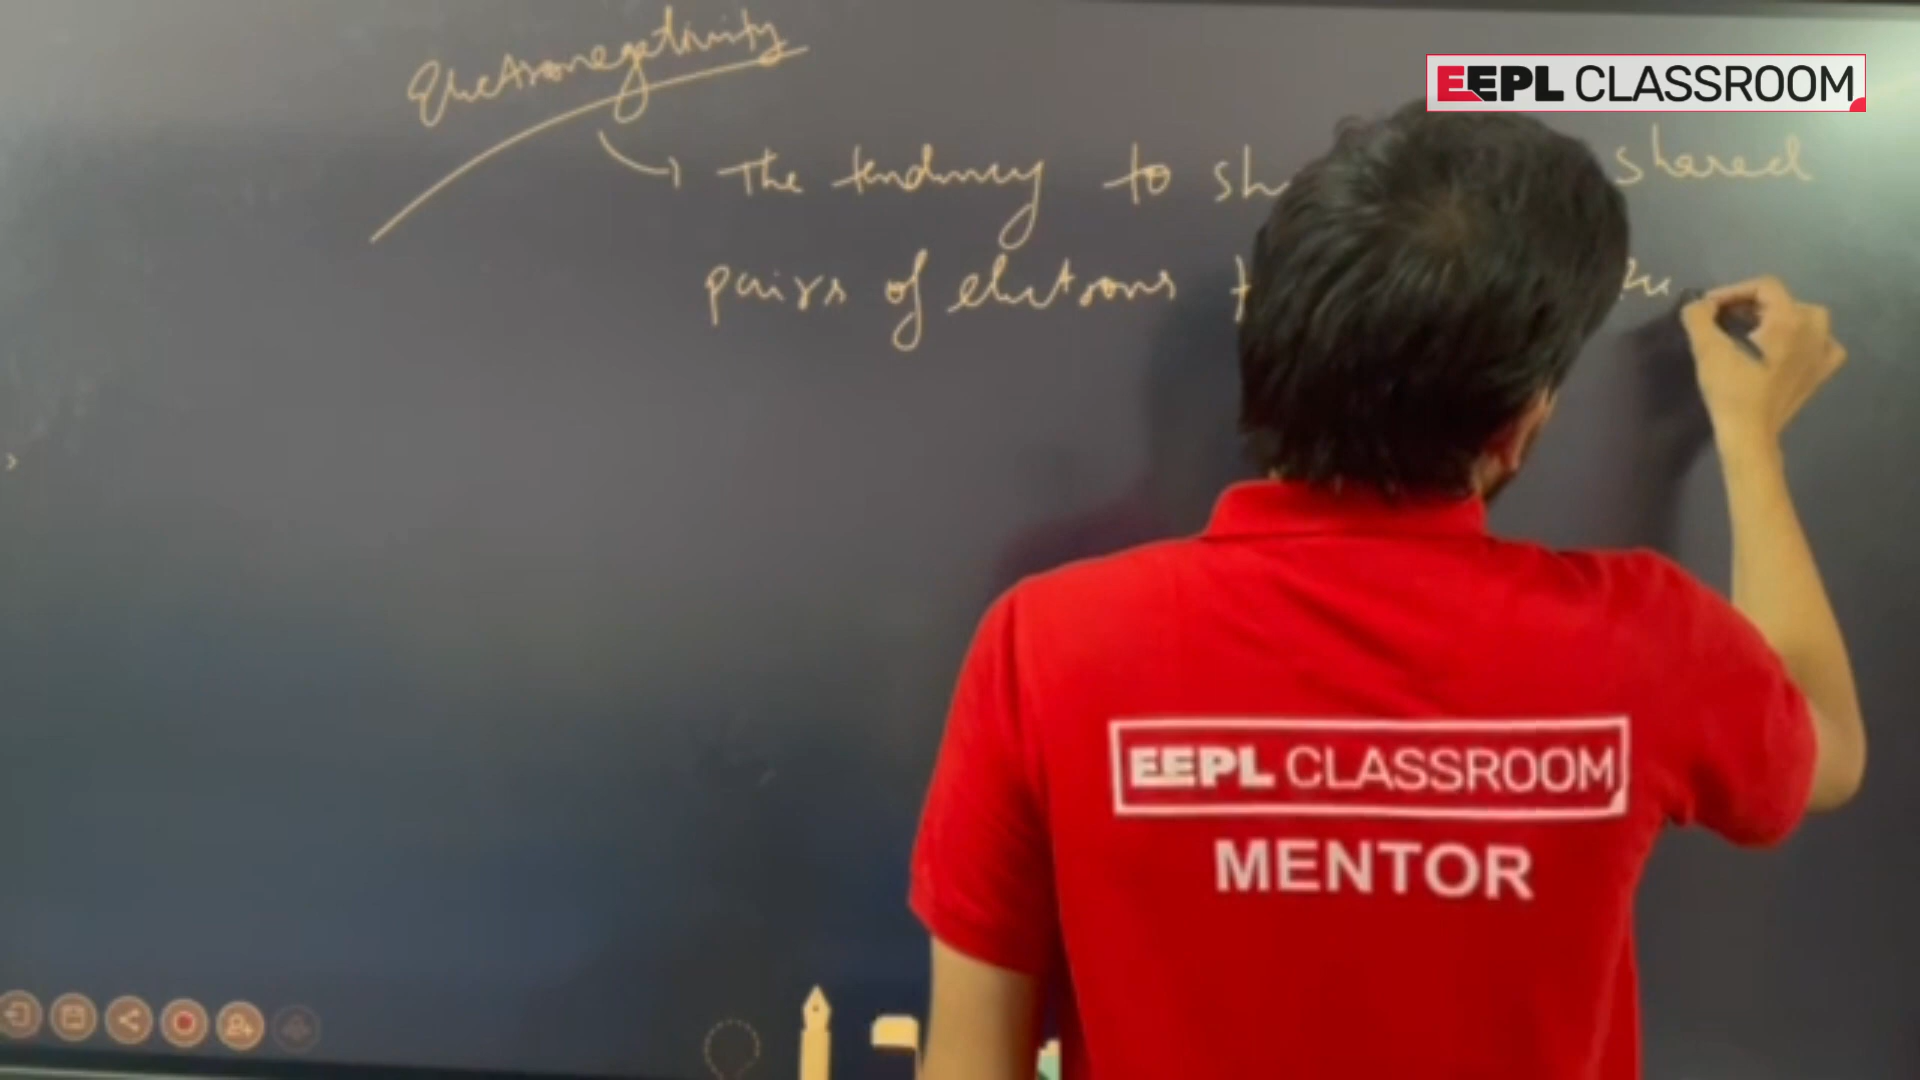 EEPL CLASSROOM
Electronegativity
The tendency to sh shared
pairs of electrons
EEPL CLASSROOM
MENTOR